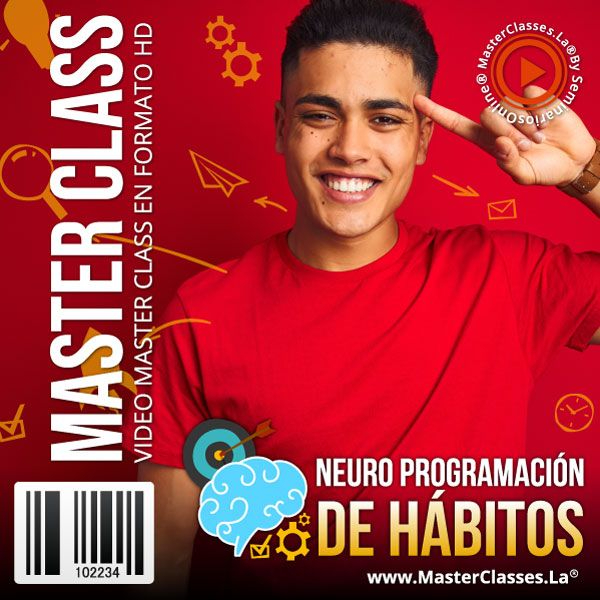 MASTER CLASS
VIDEO MASTER CLASS EN FORMATO HD
MasterClasses.La® By SeminariosOnline®
NEURO PROGRAMACIÓN
DE HÁBITOS
102234
www.MasterClasses.La®